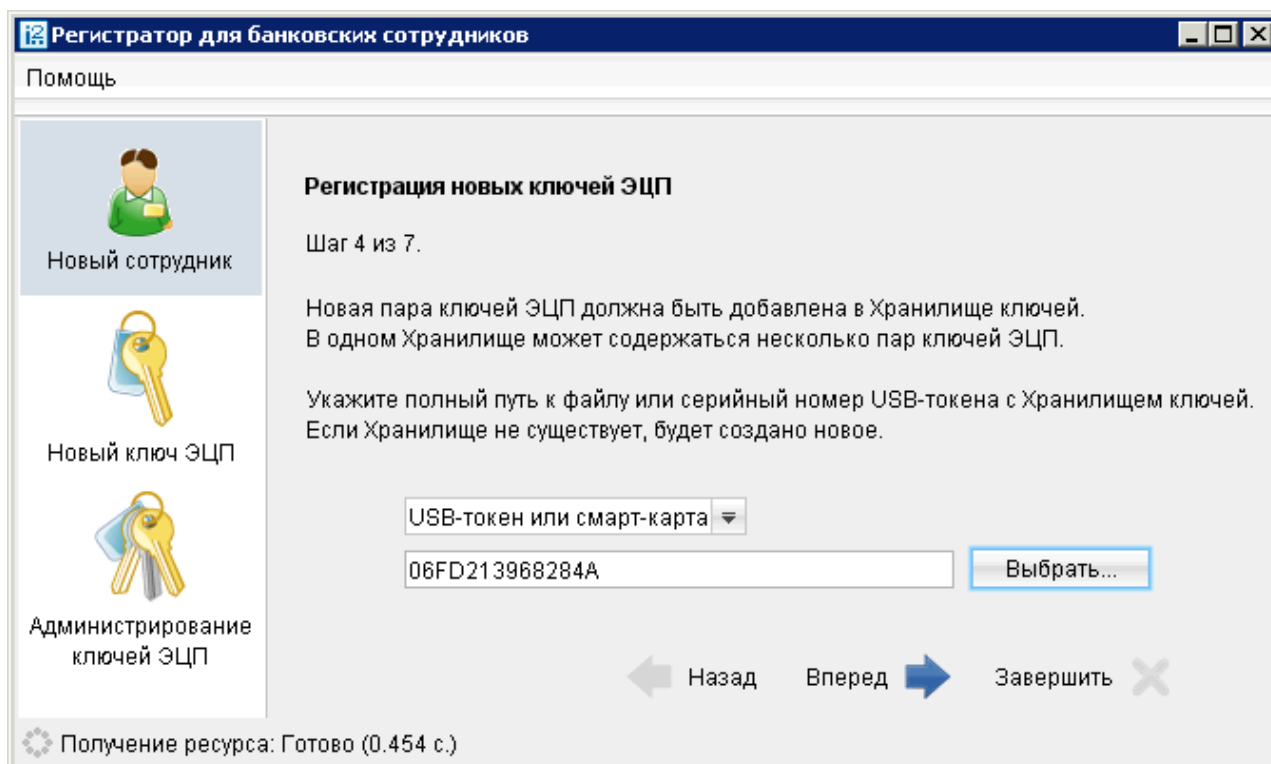 Регистратор для банковских сотрудников
Помощь
Новый сотрудник
Новый ключ ЭЦП
Администрирование
ключей ЭЦП
Регистрация новых ключей ЭЦП
Шаг 4 из 7.
Новая пара ключей ЭЦП должна быть добавлена в Хранилище ключей.
В одном Хранилище может содержаться несколько пар ключей ЭЦП.
Укажите полный путь к файлу или серийный номер USB-токена с Хранилищем ключей.
Если Хранилище не существует, будет создано новое.
USB-токен или смарт-карта
06FD213968284A
Выбрать...
Назад
Вперед
Завершить
Получение ресурса: Готово (0.454 с.)